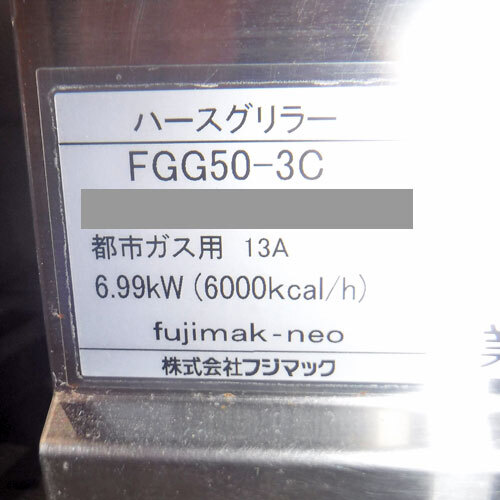 ハースグリラー
FGG50-3C
都市ガス用 13A
6.99kW(6000kcal/h)
fujimak-neo
株式会社フジマック